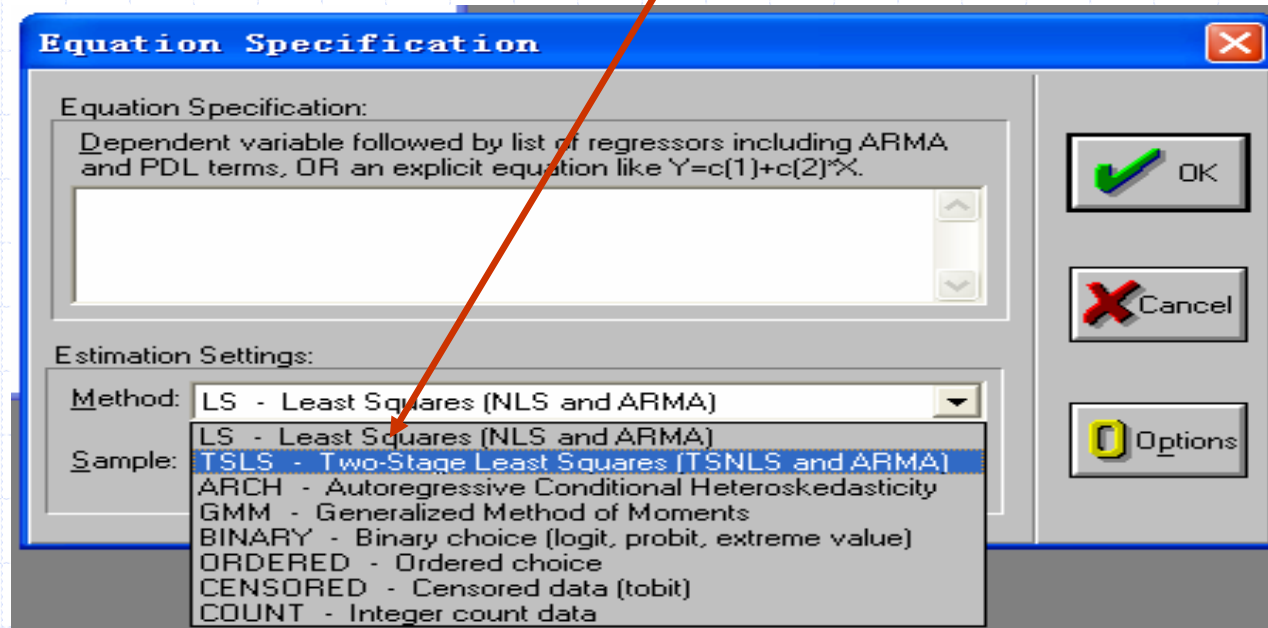 Equation Specification
Equation Specification:
Dependent variable followed by list of regressors including ARMA
and PDL terms, OR an explicit equation like Y=c(1)+c(2)*X.
OK
Cancel
Estimation Settings:
Method: LS - Least Squares (NLS and ARMA)
LS - Least Squares (NLS and ARMA)
Sample: TSLS - Two-Stage Least Squares (TSNLS and ARMA)
Options
ARCH - Autoregressive Conditional Heteroskedasticity
GMM - Generalized Method of Moments
BINARY - Binary choice (logit, probit, extreme value)
ORDERED - Ordered choice
CENSORED - Censored data (tobit)
COUNT - Integer count data